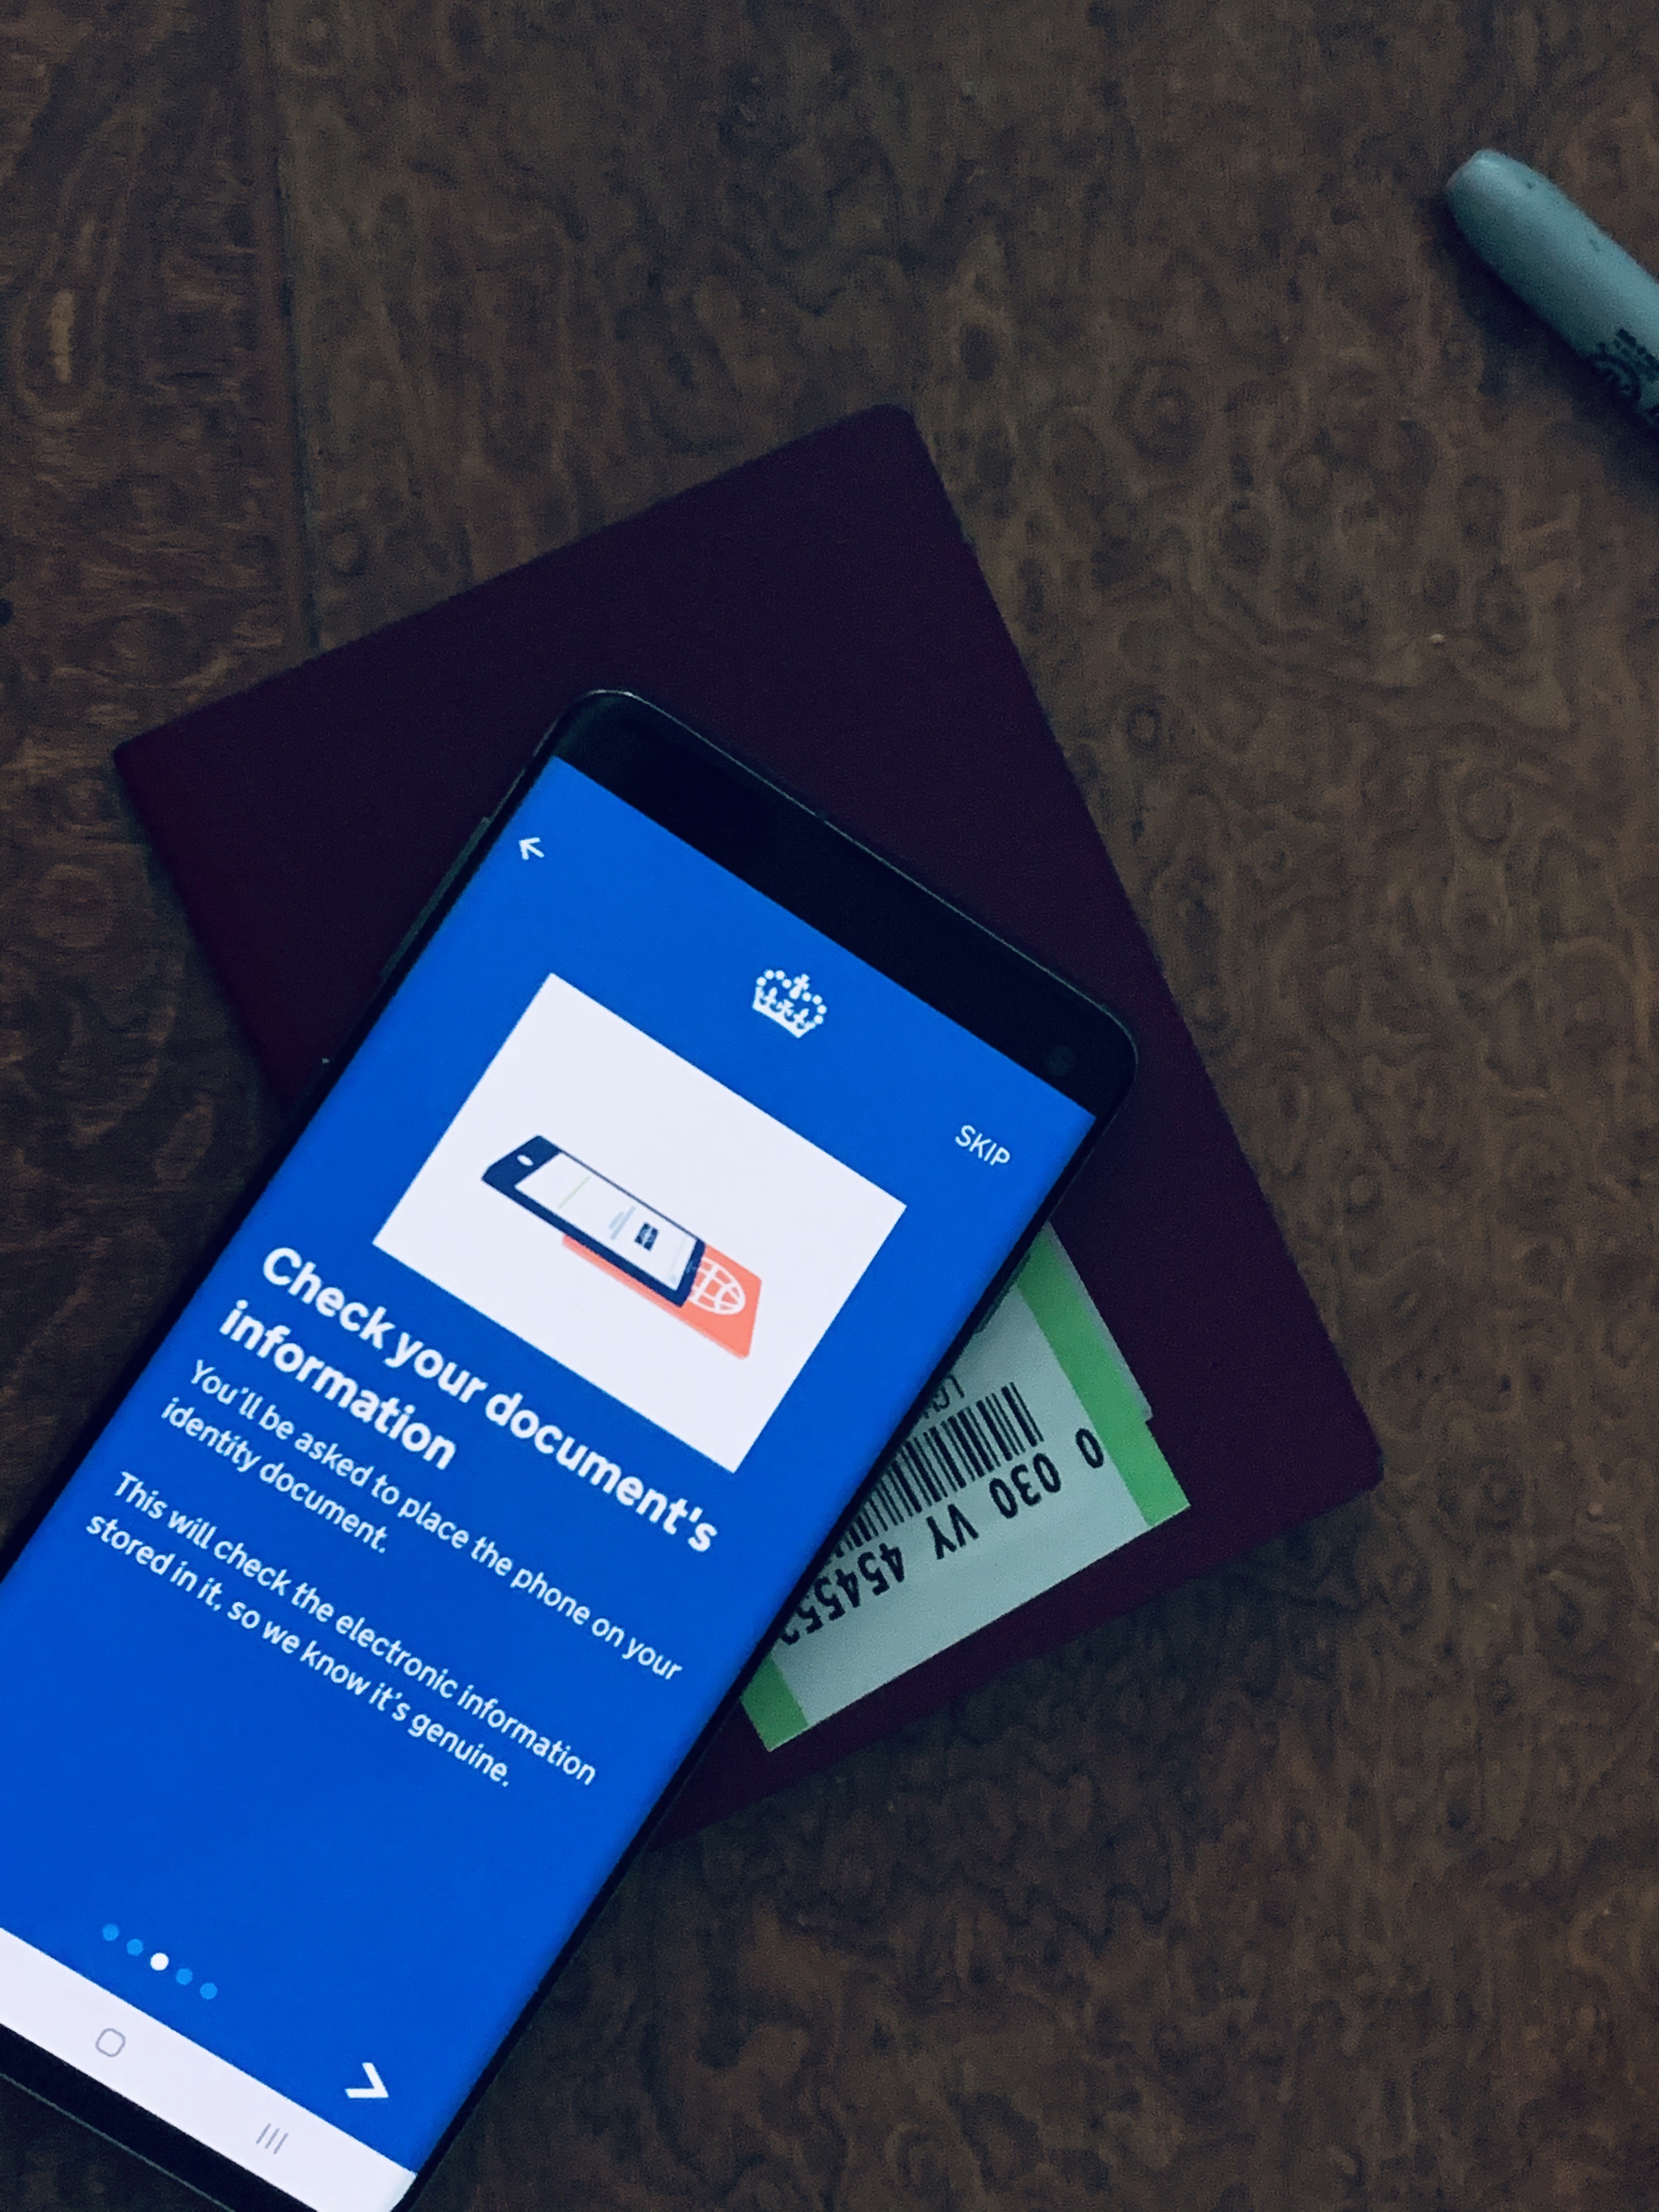 SKIP
Check your document's
information
You'll be asked to place the phone on your
identity document.
This will check the electronic information
stored in it, so we know it's genuine.
0 030 VY 4545